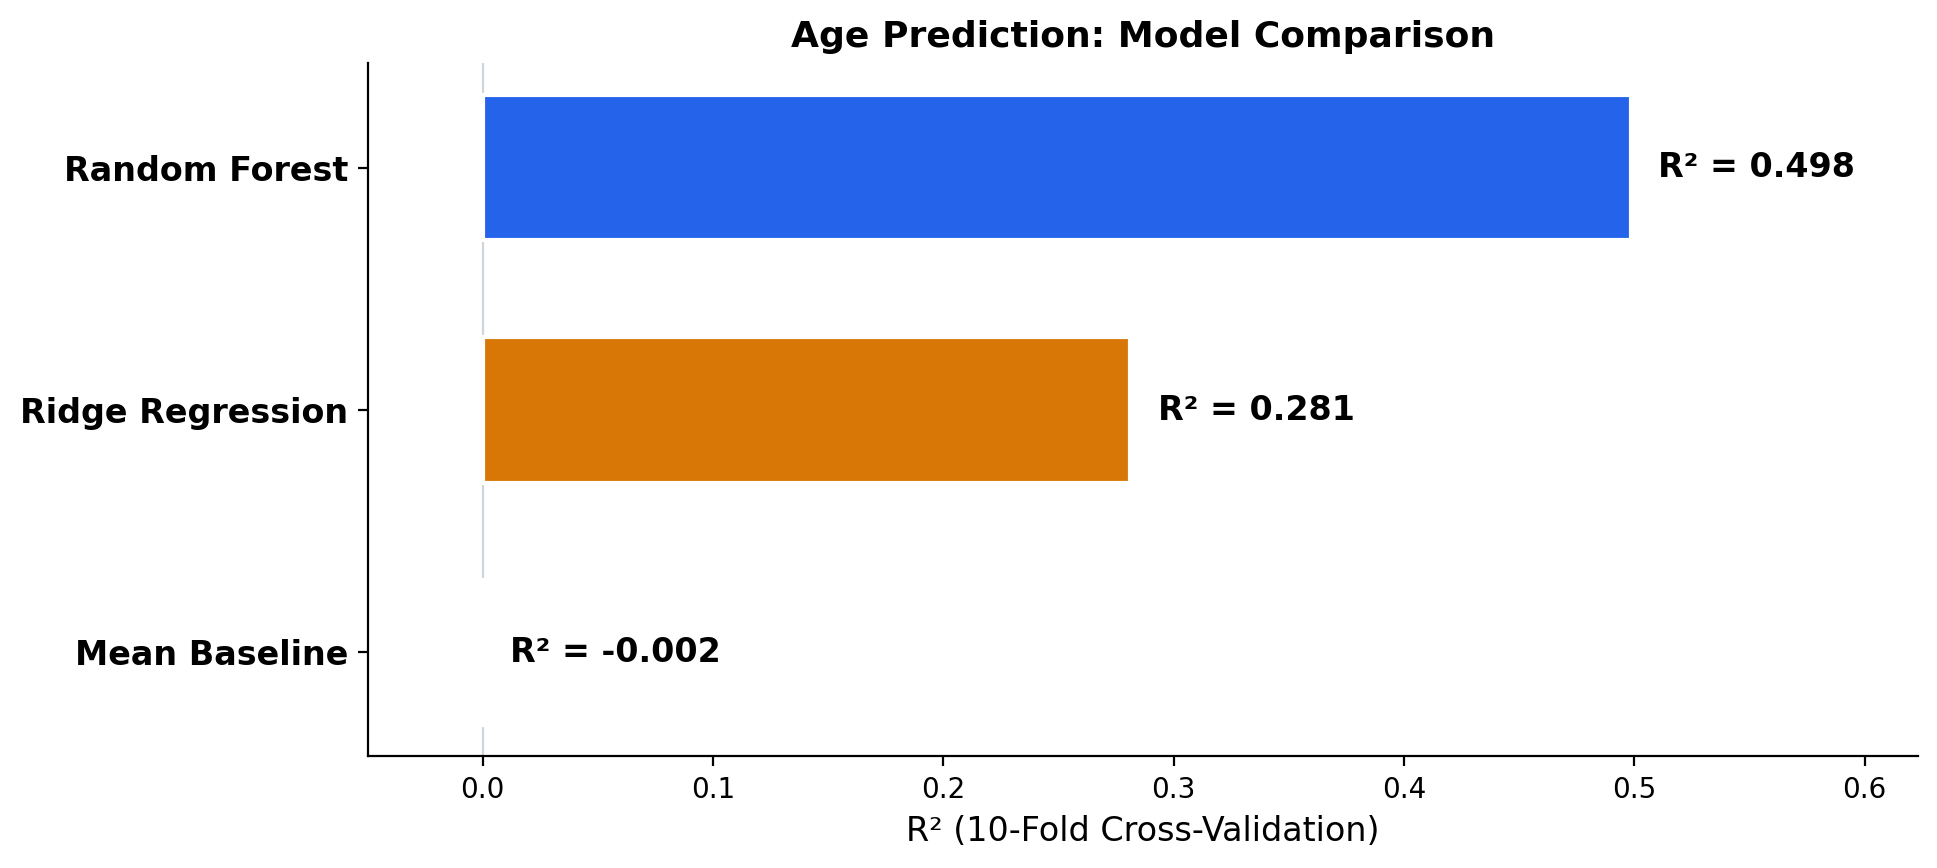 Age Prediction: Model Comparison
Random Forest
R² = 0.498
Ridge Regression
R² = 0.281
Mean Baseline
R² = -0.002
0.0 0.1 0.2 0.3 0.4 0.5 0.6
R² (10-Fold Cross-Validation)